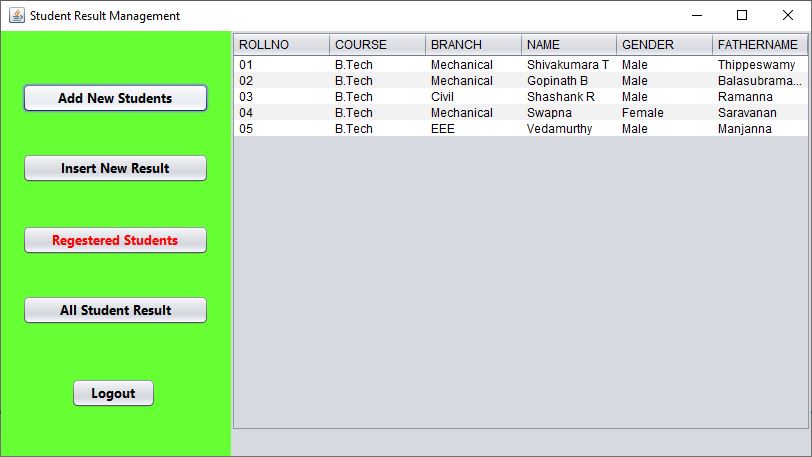 Student Result Management
Add New Students
Insert New Result
Regestered Students
All Student Result
Logout
ROLLNO COURSE BRANCH NAME GENDER FATHERNAME
01 B.Tech Mechanical Shivakumara T Male Thippeswamy
02 B.Tech Mechanical Gopinath B Male Balasubrama...
03 B.Tech Civil Shashank R Male Ramanna
04 B.Tech Mechanical Swapna Female Saravanan
05 B.Tech EEE Vedamurthy Male Manjanna